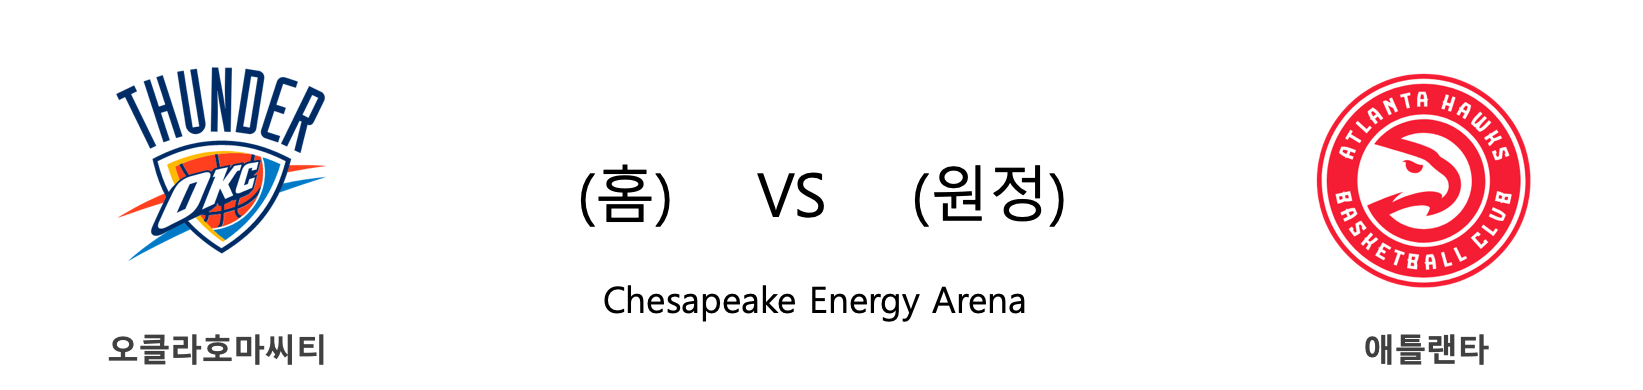 THUNDER
OKC
오클라호마씨티
(홈) VS (원정)
Chesapeake Energy Arena
ATLANTA HAWKS
BASKETBALL CLUB
애틀랜타